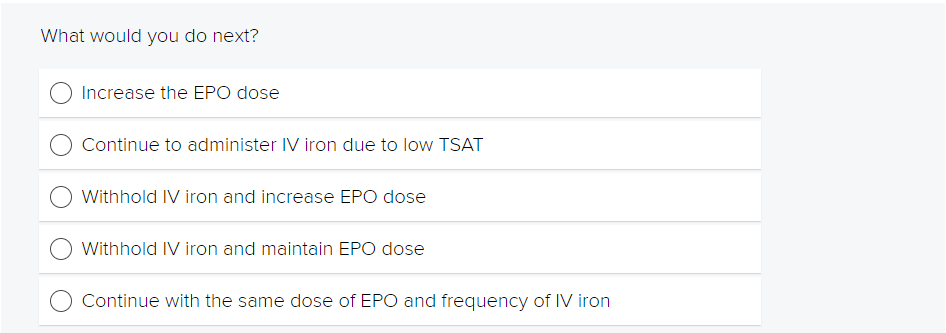 What would you do next?
Increase the EPO dose
Continue to administer IV iron due to low TSAT
Withhold IV iron and increase EPO dose
Withhold IV iron and maintain EPO dose
Continue with the same dose of EPO and frequency of IV iron